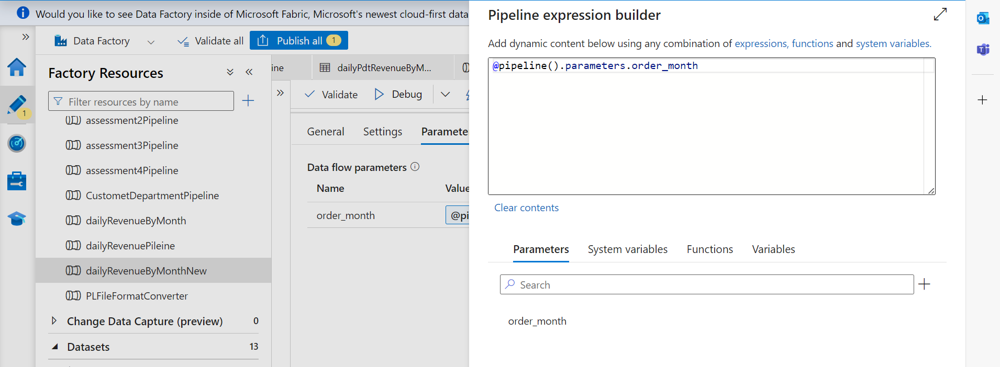 Would you like to see Data Factory inside of Microsoft Fabric, Microsoft's newest cloud-first data
Data Factory
Validate all
Publish all 1
Factory Resources
Filter resources by name
1
assessment2Pipeline
assessment3Pipeline
assessment4Pipeline
CustometDepartmentPipeline
dailyRevenueByMonth
dailyRevenuePileine
dailyRevenueByMonthNew
PLFileFormatConverter
Change Data Capture (preview) 0
Datasets 13
ine
dailyPdtRevenueByM...
Validate
Debug
General Settings Paramete
Data flow parameters
Name Value
order_month @pi
Pipeline expression builder
Add dynamic content below using any combination of expressions, functions and system variables.
@pipeline().parameters.order_month
Clear contents
Parameters System variables Functions Variables
Search
order_month